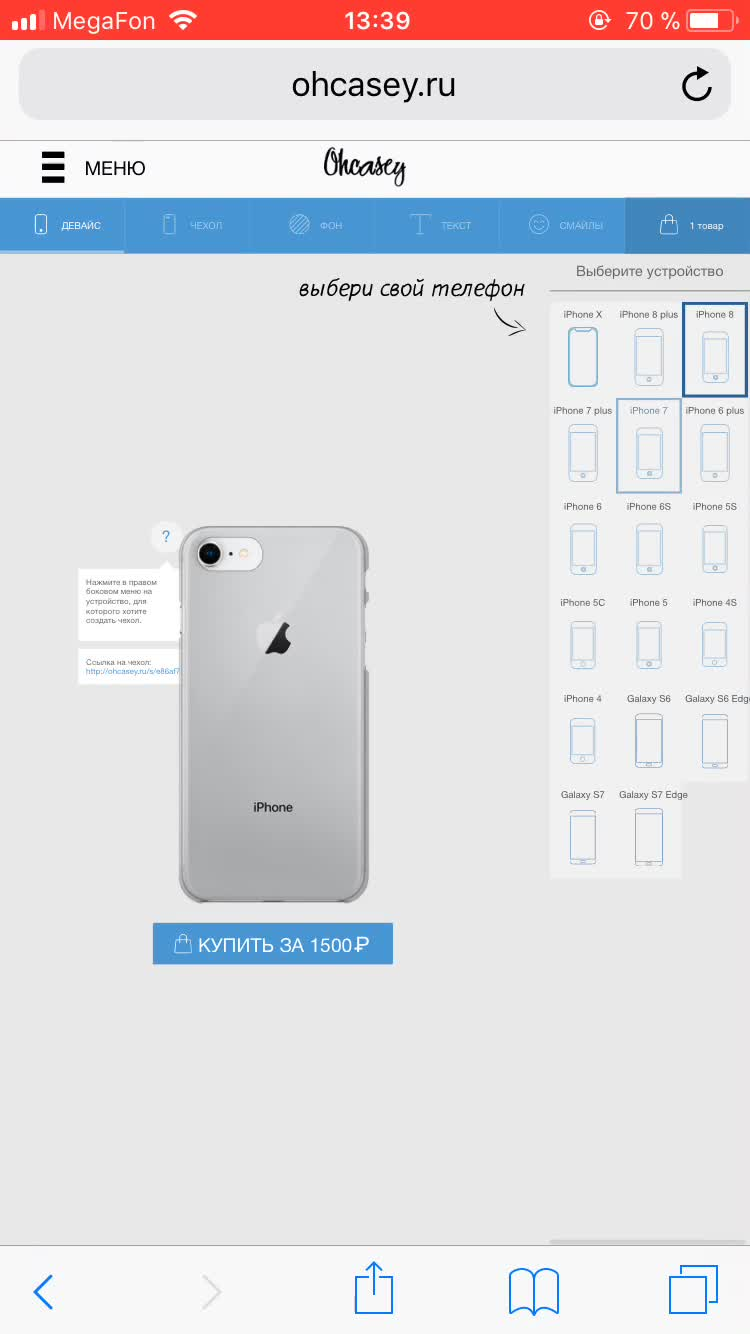 MegaFon 13:39 70 %
ohcasey.ru
МЕНЮ Ohcasey
ДЕВАЙС ЧЕХОЛ ФОН ТЕКСТ СМАЙЛЫ 1 товар
выбери свой телефон
Выберите устройство
iPhone X iPhone 8 plus iPhone 8
iPhone 7 plus iPhone 7 iPhone 6 plus
iPhone 6 iPhone 6S iPhone 5S
iPhone 5C iPhone 5 iPhone 4S
iPhone 4 Galaxy S6 Galaxy S6 Edge
Galaxy S7 Galaxy S7 Edge
?
Нажмите в правом
боковом меню на
устройство, для
которого хотите
создать чехол.
Ссылка на чехол:
http://ohcasey.ru/s/e86af7
iPhone
КУПИТЬ ЗА 1500₽